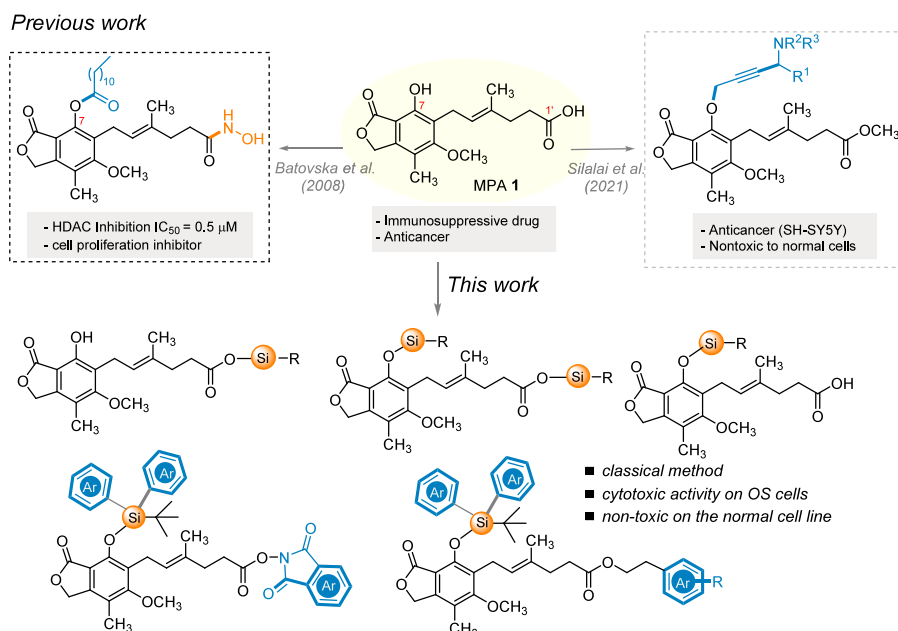 Previous work
( )10
O
O
7
O
O
CH3
H
N
OH
O
OCH3
CH3
- HDAC Inhibition IC50 = 0.5 μM
- cell proliferation inhibitor
Batovska et al.
(2008)
OH
7
O
O
CH3
1'
OH
O
OCH3
CH3
MPA 1
- Immunosuppressive drug
- Anticancer
Silalai et al.
(2021)
NR2R3
R1
O
O
O
CH3
OCH3
O
OCH3
CH3
- Anticancer (SH-SY5Y)
- Nontoxic to normal cells
This work
OH
O
O
CH3
O
Si
R
O
OCH3
CH3
Si
R
O
O
O
CH3
O
Si
R
O
OCH3
CH3
Si
R
O
O
O
CH3
OH
O
OCH3
CH3
■ classical method
■ cytotoxic activity on OS cells
■ non-toxic on the normal cell line
Ar
Ar
Si
O
O
O
CH3
O
O
N
O
O
Ar
OCH3
CH3
Ar
Ar
Si
O
O
O
CH3
O
O
Ar
R
OCH3
CH3